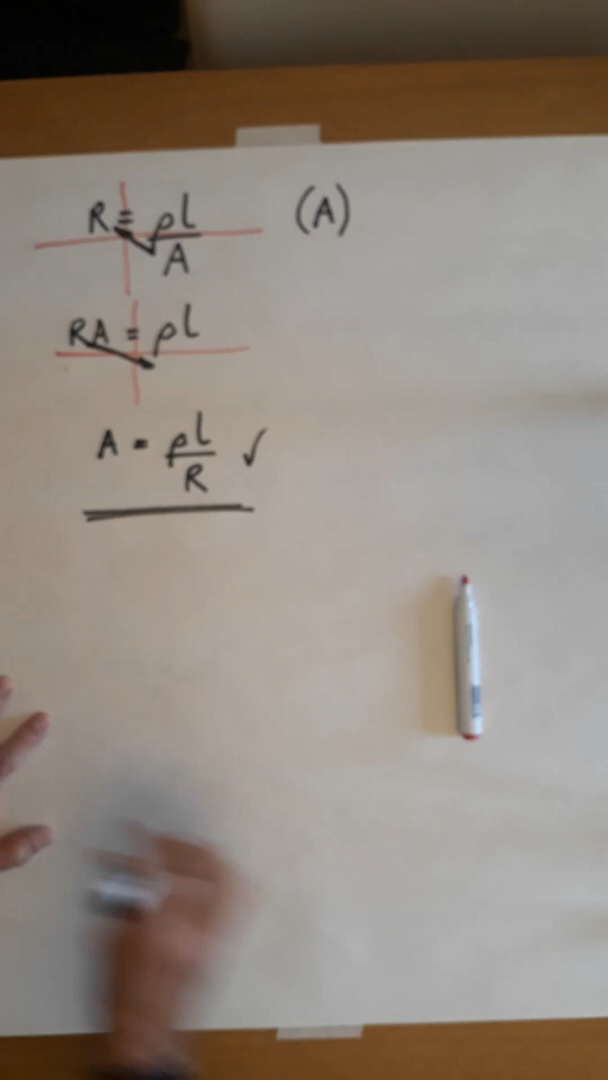 R = ρl/A (A)
RA = ρl
A = ρl/R ✓